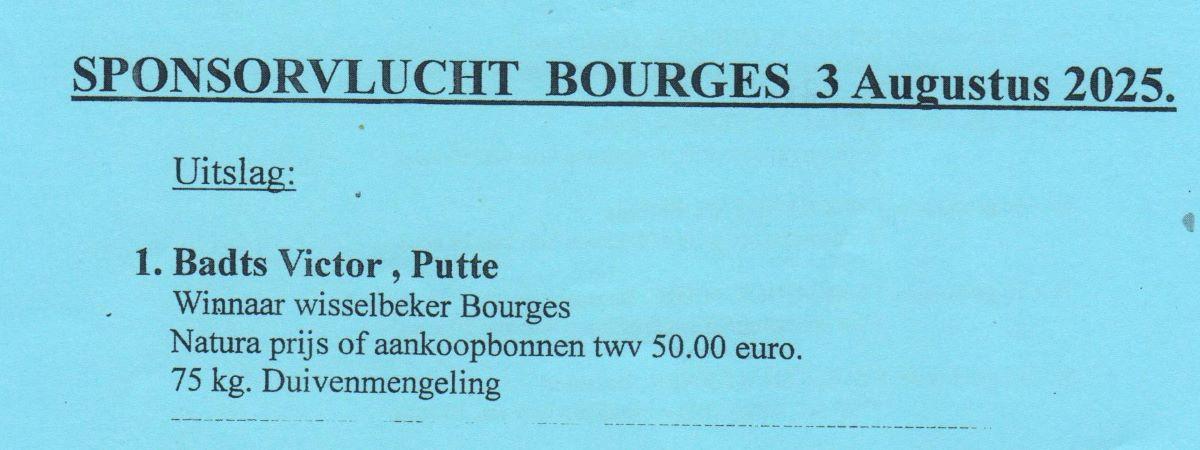 SPONSORVLUCHT BOURGES 3 Augustus 2025.
Uitslag:
1. Badts Victor , Putte
Winnaar wisselbeker Bourges
Natura prijs of aankoopbonnen twv 50.00 euro.
75 kg. Duivenmengeling